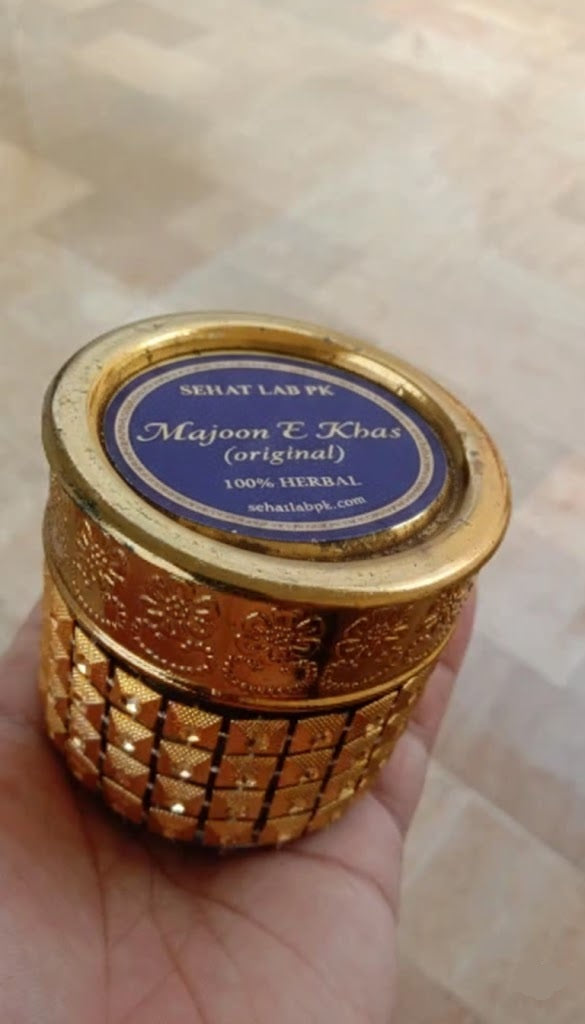 SEHAT LAB PK
Majoon E Khas
(original)
100% HERBAL
sehatlabpk.com